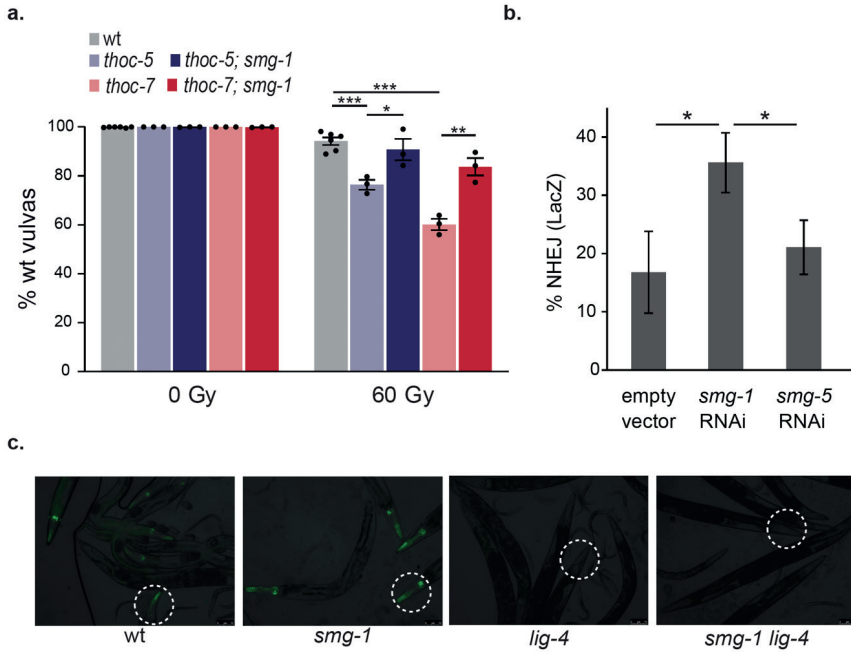 a.
wt
thoc-5
thoc-5; smg-1
thoc-7
thoc-7; smg-1
% wt vulvas
100
80
60
40
20
0
***
***
*
**
0 Gy
60 Gy
b.
% NHEJ (LacZ)
40
30
20
10
0
*
*
empty vector
smg-1 RNAi
smg-5 RNAi
c.
wt
smg-1
lig-4
smg-1 lig-4